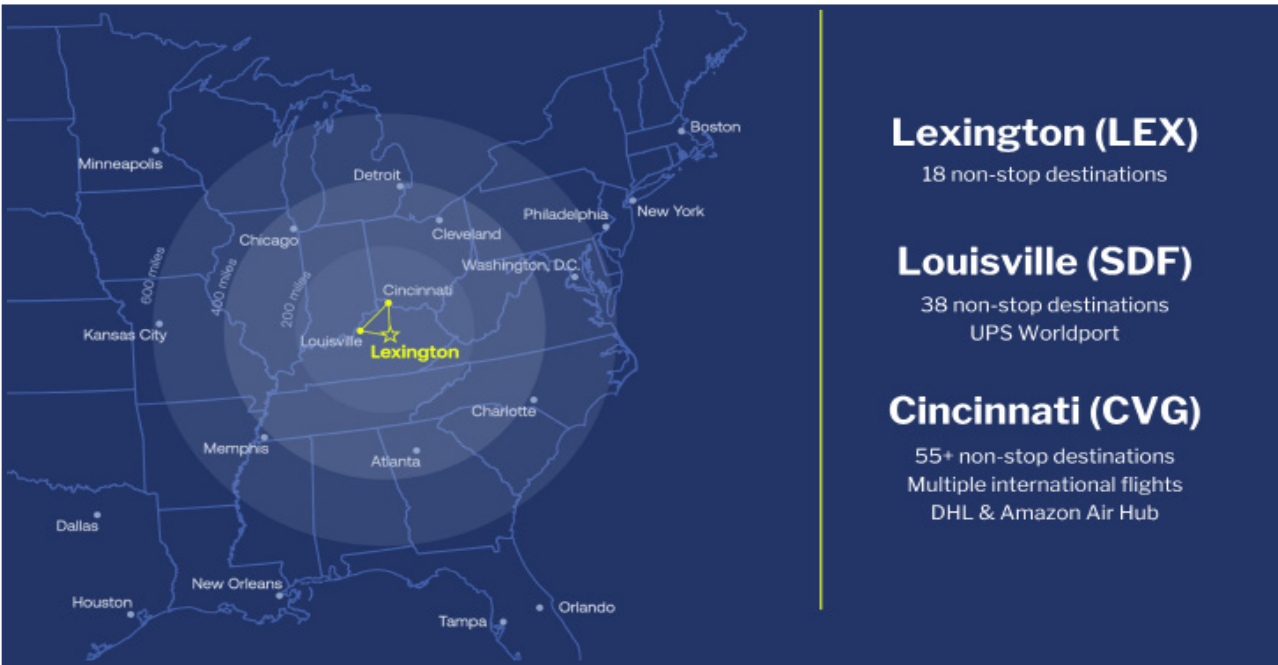 Boston
Minneapolis
Detroit
Philadelphia
New York
Chicago
Cleveland
Washington, D.C.
600 miles
400 miles
200 miles
Cincinnati
Kansas City
Louisville
Lexington
Charlotte
Memphis
Atlanta
Dallas
New Orleans
Houston
Orlando
Tampa
Lexington (LEX)
18 non-stop destinations
Louisville (SDF)
38 non-stop destinations
UPS Worldport
Cincinnati (CVG)
55+ non-stop destinations
Multiple international flights
DHL & Amazon Air Hub